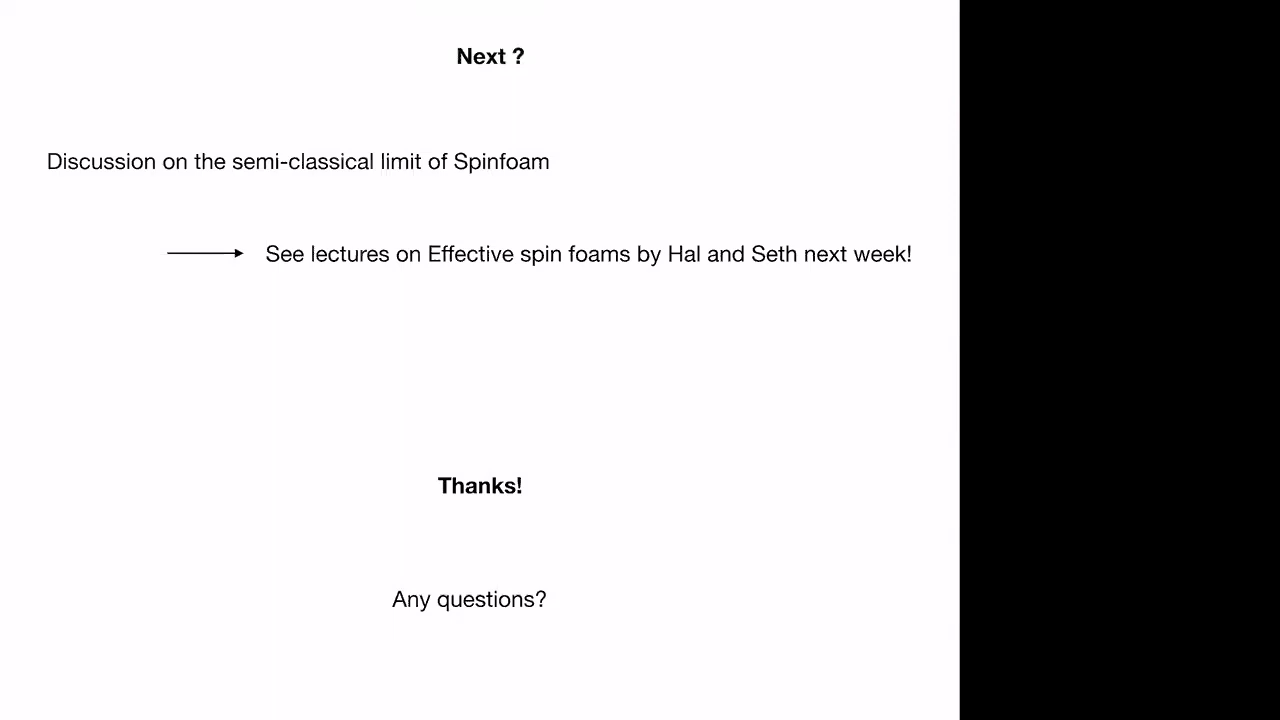 Next ?
Discussion on the semi-classical limit of Spinfoam
See lectures on Effective spin foams by Hal and Seth next week!
Thanks!
Any questions?